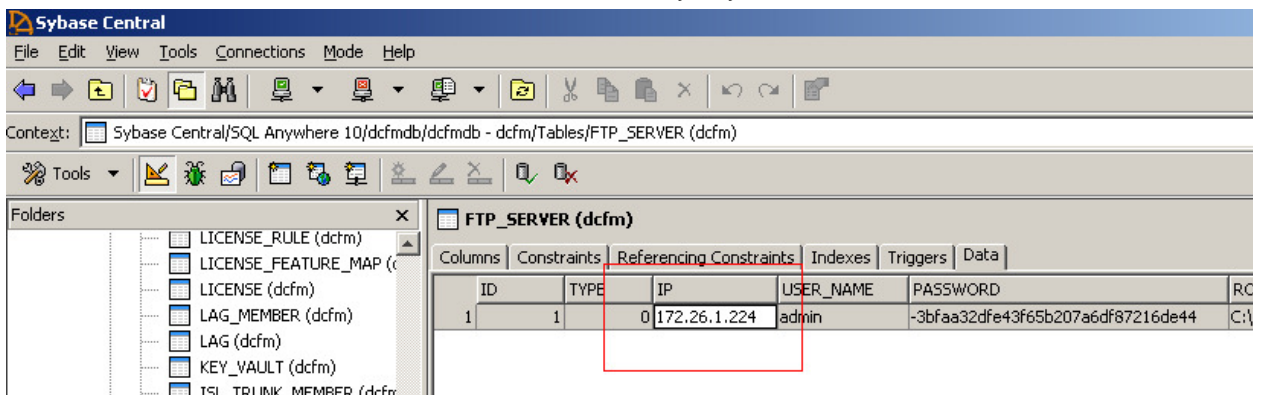 Sybase Central
File Edit View Tools Connections Mode Help
Context: Sybase Central/SQL Anywhere 10/dcfmdb/dcfmdb - dcfm/Tables/FTP_SERVER (dcfm)
Tools
Folders x
FTP_SERVER (dcfm)
LICENSE_RULE (dcfm)
LICENSE_FEATURE_MAP (
LICENSE (dcfm)
LAG_MEMBER (dcfm)
LAG (dcfm)
KEY_VAULT (dcfm)
ISL_TRUNK_MEMBER (dcfm
Columns Constraints Referencing Constraints Indexes Triggers Data
ID TYPE IP USER_NAME PASSWORD RO
1 1 0 172.26.1.224 admin -3bfaa32dfe43f65b207a6df87216de44 C:\